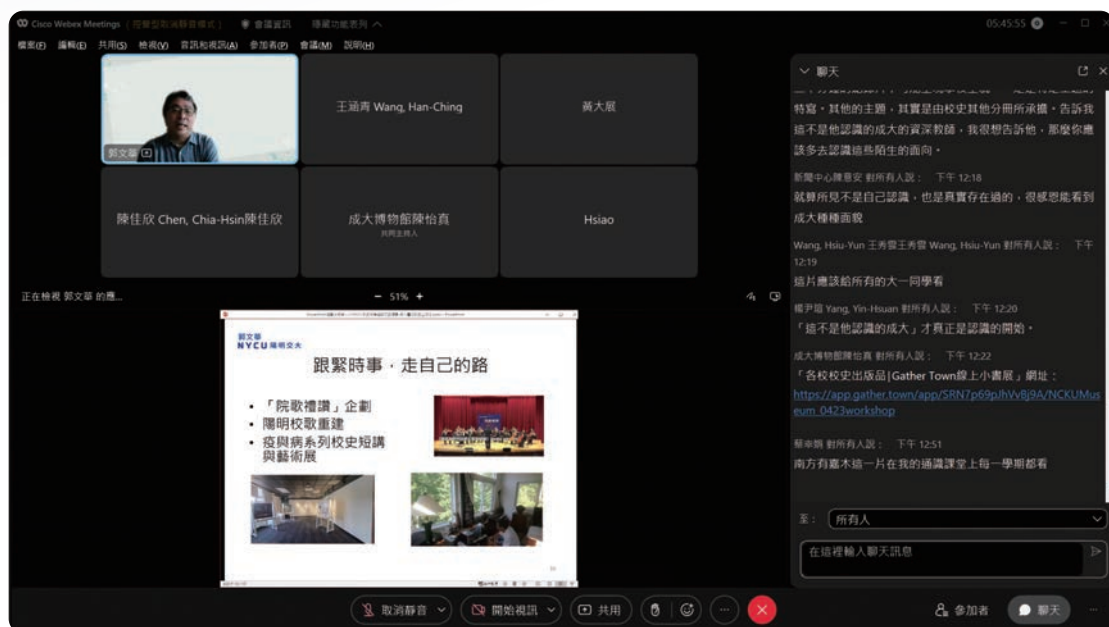 Cisco Webex Meetings
會議資訊
隱藏功能表列
05:45:55
檔案(F) 編輯(E) 共用(S) 檢視(V) 音訊和視訊(A) 參加者(P) 會議(M) 說明(H)
郭文華
王涵青 Wang, Han-Ching
黃大展
陳佳欣 Chen, Chia-Hsin陳佳欣
成大博物館陳怡真
共同主持人
Hsiao
正在檢視 郭文華 的應...
51%
郭文華
NYCU 陽明交大
跟緊時事,走自己的路
• 「院歌禮讚」企劃
• 陽明校歌重建
• 疫與病系列校史短講
與藝術展
聊天
特寫。其他的主題,其實是由校史其他分冊所承擔。告訴我
這不是他認識的成大的資深教師,我很想告訴他,那麼你應
該多去認識這些陌生的面向。
新聞中心陳意安 對所有人說: 下午 12:18
就算所見不是自己認識,也是真實存在過的,很感恩能看到
成大種種面貌
Wang, Hsiu-Yun 王秀雲王秀雲 Wang, Hsiu-Yun 對所有人說: 下午
12:19
這片應該給所有的大一同學看
楊尹瑄 Yang, Yin-Hsuan 對所有人說: 下午 12:20
「這不是他認識的成大」才真正是認識的開始。
成大博物館陳怡真 對所有人說: 下午 12:22
「各校校史出版品|Gather Town線上小書展」網址:
https://app.gather.town/app/SRN7p69pJhVvBj9A/NCKUMus
eum_0423workshop
蔡幸娟 對所有人說: 下午 12:51
南方有嘉木這一片在我的通識課堂上每一學期都看
至: 所有人
在這裡輸入聊天訊息
取消靜音
開始視訊
共用
參加者
聊天